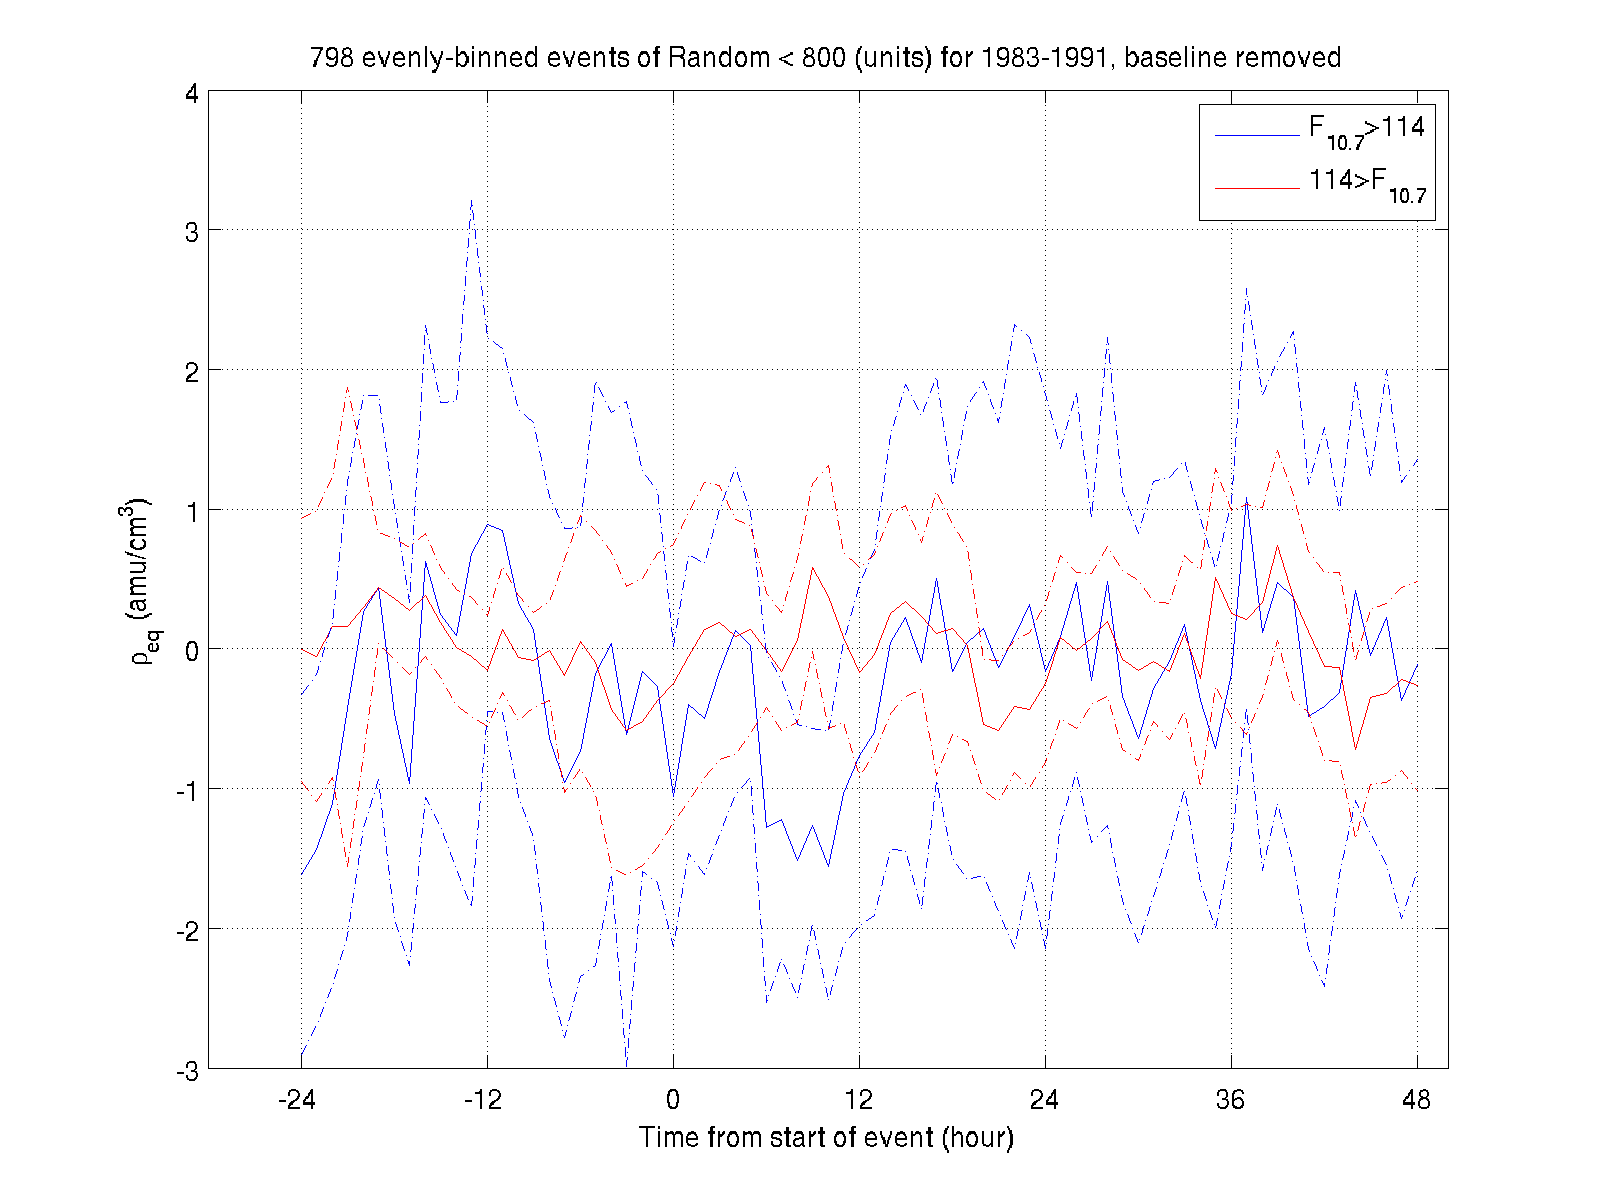 798 evenly-binned events of Random < 800 (units) for 1983-1991, baseline removed
F10.7>114
114>F10.7
4
3
2
1
0
-1
-2
-3
ρeq (amu/cm3)
-24 -12 0 12 24 36 48
Time from start of event (hour)